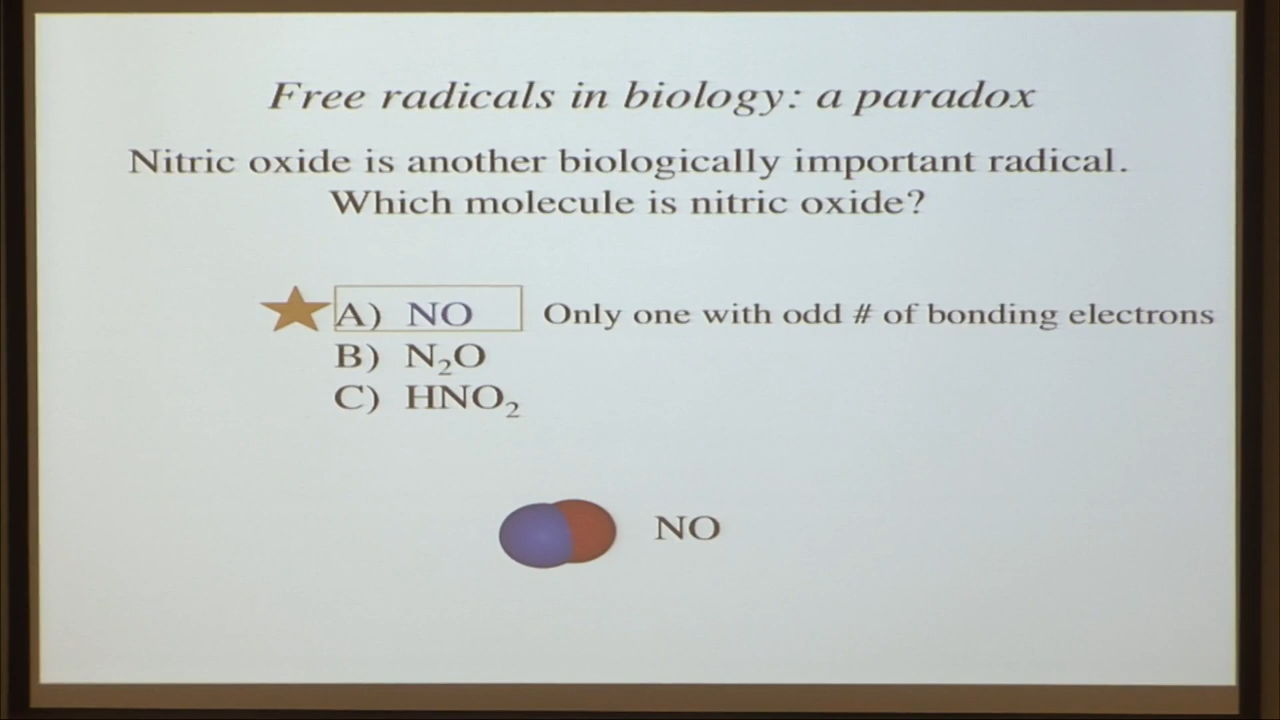 Free radicals in biology: a paradox
Nitric oxide is another biologically important radical.
Which molecule is nitric oxide?
A) NO Only one with odd # of bonding electrons
B) N₂O
C) HNO₂
NO